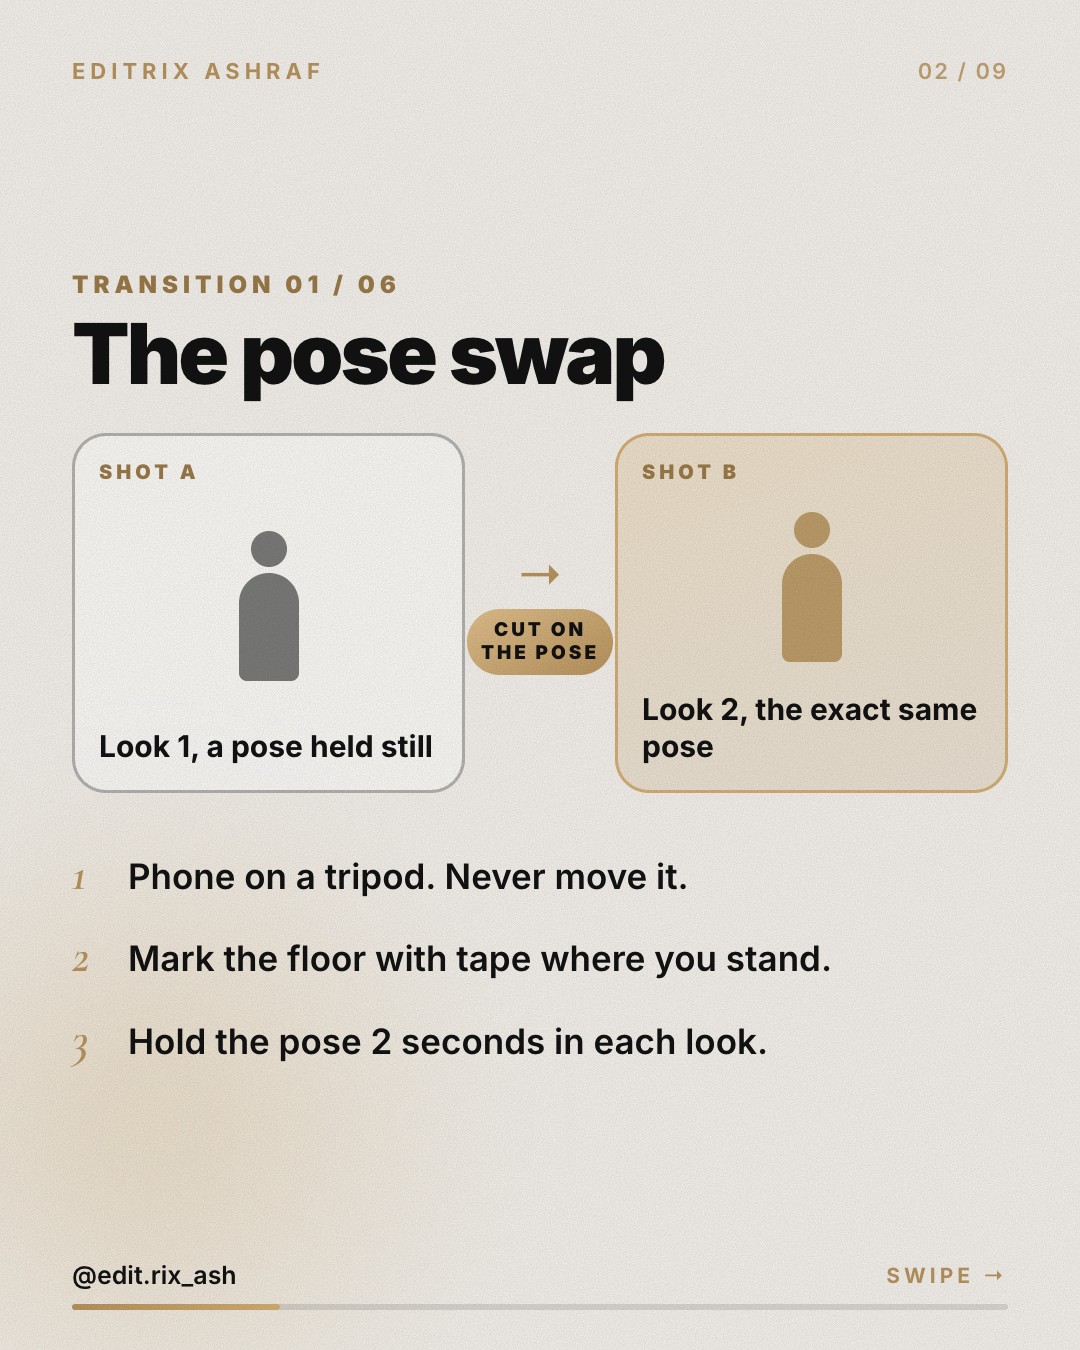 EDITRIX ASHRAF
02 / 09
TRANSITION 01 / 06
The pose swap
SHOT A
Look 1, a pose held still
→
CUT ON
THE POSE
SHOT B
Look 2, the exact same
pose
1 Phone on a tripod. Never move it.
2 Mark the floor with tape where you stand.
3 Hold the pose 2 seconds in each look.
@edit.rix_ash
SWIPE →